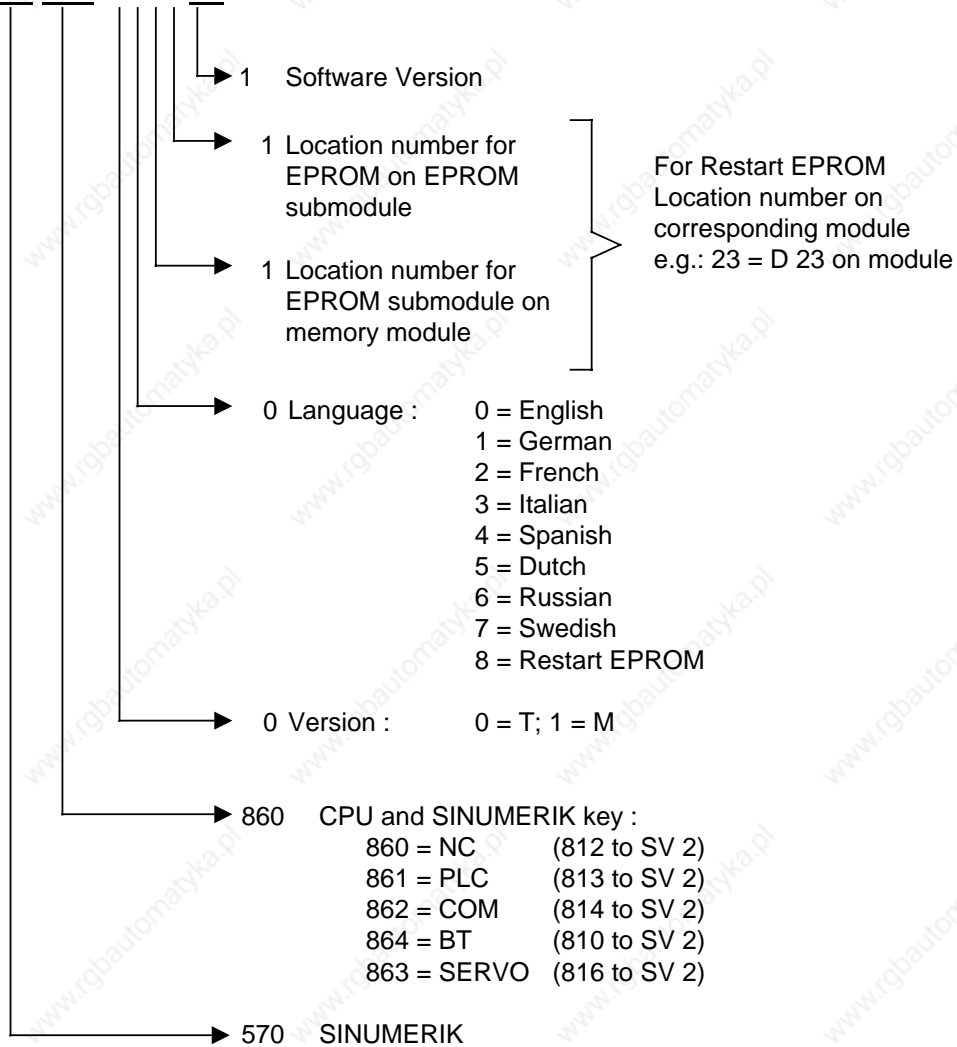 1 Software Version
1 Location number for
EPROM on EPROM
submodule
1 Location number for
EPROM submodule on
memory module
For Restart EPROM
Location number on
corresponding module
e.g.: 23 = D 23 on module
0 Language : 0 = English
1 = German
2 = French
3 = Italian
4 = Spanish
5 = Dutch
6 = Russian
7 = Swedish
8 = Restart EPROM
0 Version : 0 = T; 1 = M
860 CPU and SINUMERIK key :
860 = NC (812 to SV 2)
861 = PLC (813 to SV 2)
862 = COM (814 to SV 2)
864 = BT (810 to SV 2)
863 = SERVO (816 to SV 2)
570 SINUMERIK
www.rgbautomatyka.pl